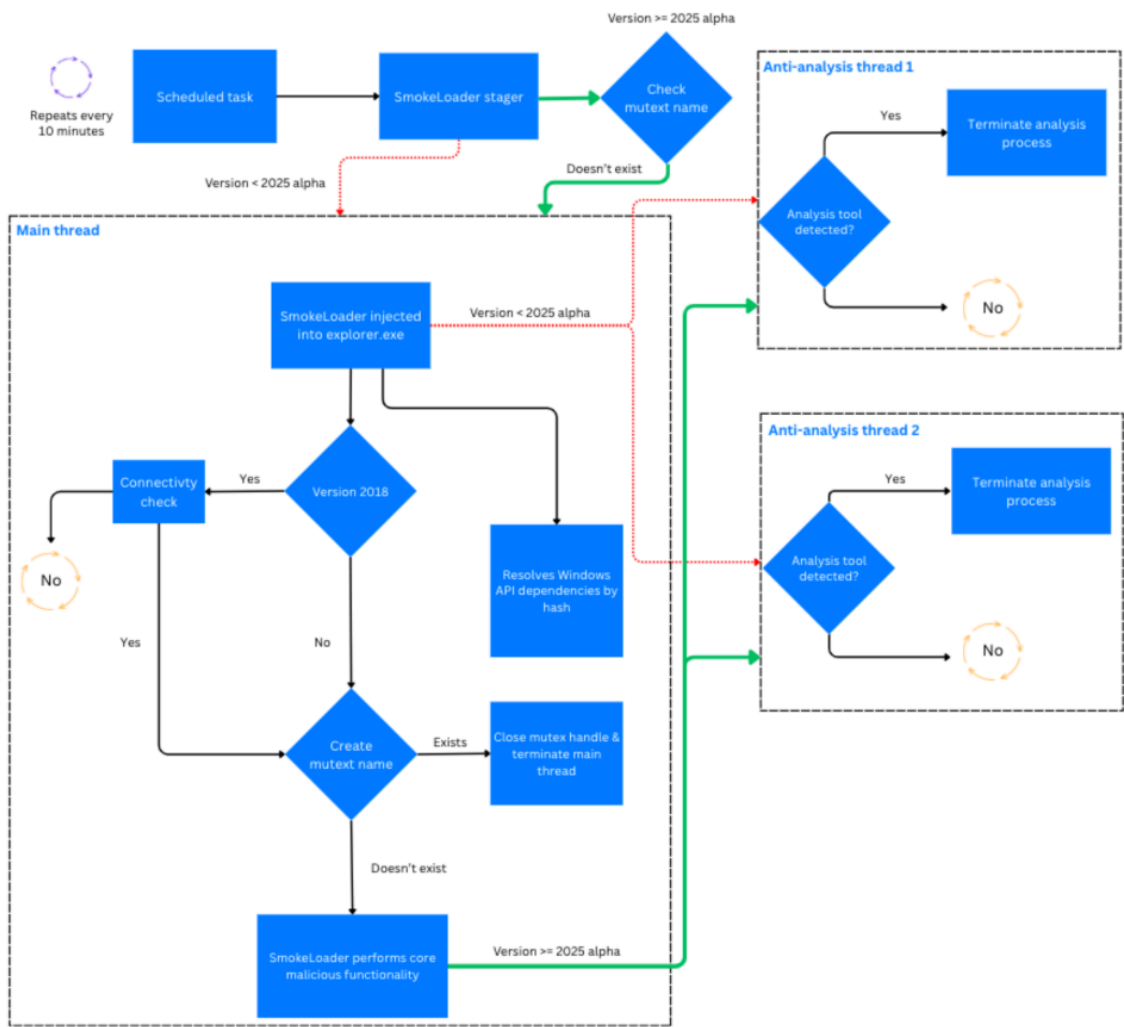 Version >= 2025 alpha
Repeats every
10 minutes
Scheduled task
SmokeLoader stager
Check
mutext name
Version < 2025 alpha
Doesn't exist
Main thread
SmokeLoader injected
into explorer.exe
Version < 2025 alpha
Version 2018
Yes
Connectivty
check
No
Resolves Windows
API dependencies by
hash
Yes
No
Create
mutext name
Exists
Close mutex handle &
terminate main
thread
Doesn't exist
SmokeLoader performs core
malicious functionality
Version >= 2025 alpha
Anti-analysis thread 1
Yes
Terminate analysis
process
Analysis tool
detected?
No
Anti-analysis thread 2
Yes
Terminate analysis
process
Analysis tool
detected?
No